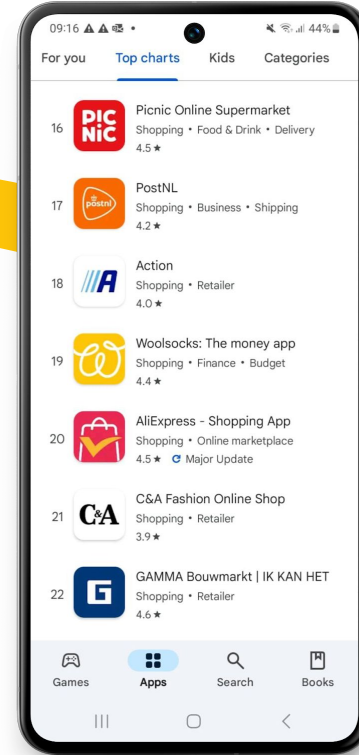 09:16
44%
For you Top charts Kids Categories
16 PIC NIC Picnic Online Supermarket
Shopping • Food & Drink • Delivery
4.5 ★
17 postnl PostNL
Shopping • Business • Shipping
4.2 ★
18 A Action
Shopping • Retailer
4.0 ★
19 W Woolsocks: The money app
Shopping • Finance • Budget
4.4 ★
20 AliExpress - Shopping App
Shopping • Online marketplace
4.5 ★ Major Update
21 C&A C&A Fashion Online Shop
Shopping • Retailer
3.9 ★
22 G GAMMA Bouwmarkt | IK KAN HET
Shopping • Retailer
4.6 ★
Games Apps Search Books